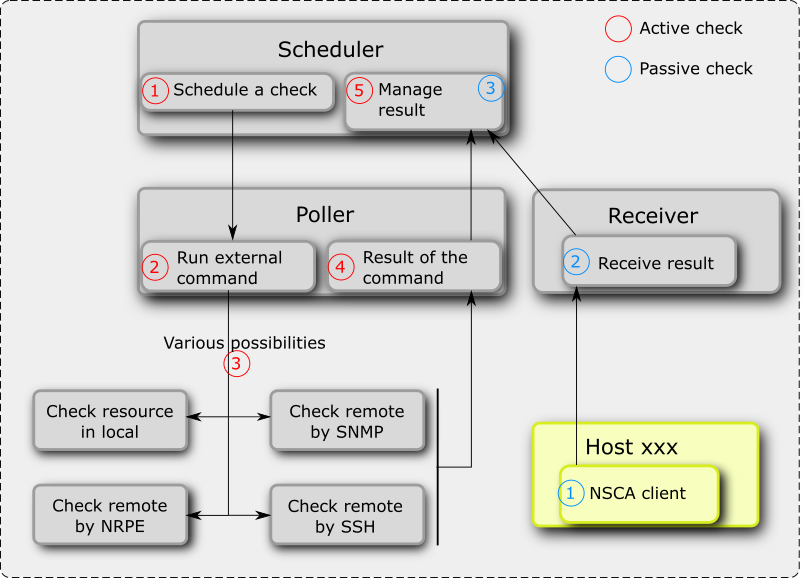 Active check
Passive check
Scheduler
1 Schedule a check
5 Manage
result
3
Poller
2 Run external
command
4 Result of the
command
Receiver
2 Receive result
Various possibilities
3
Check resource
in local
Check remote
by SNMP
Check remote
by NRPE
Check remote
by SSH
Host xxx
1 NSCA client